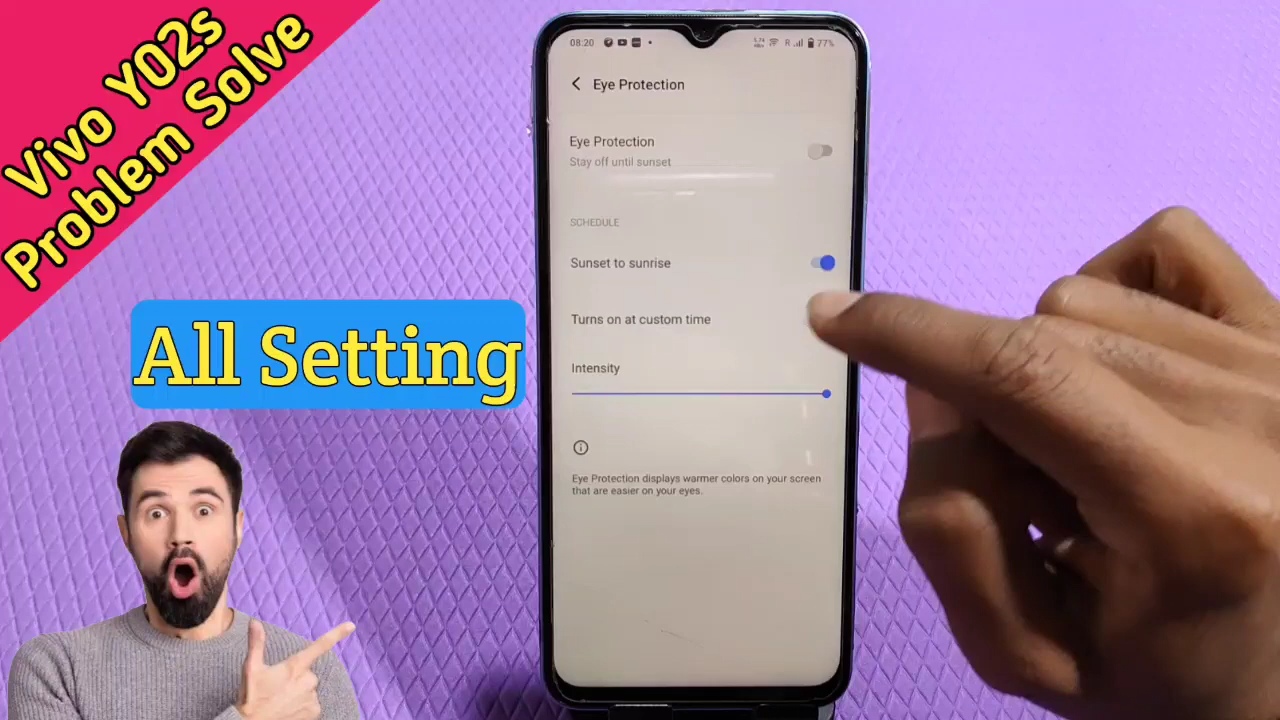 Vivo Y02s
Problem Solve
All Setting
08:20
R
77%
Eye Protection
Eye Protection
Stay off until sunset
SCHEDULE
Sunset to sunrise
Turns on at custom time
Intensity
Eye Protection displays warmer colors on your screen
that are easier on your eyes.